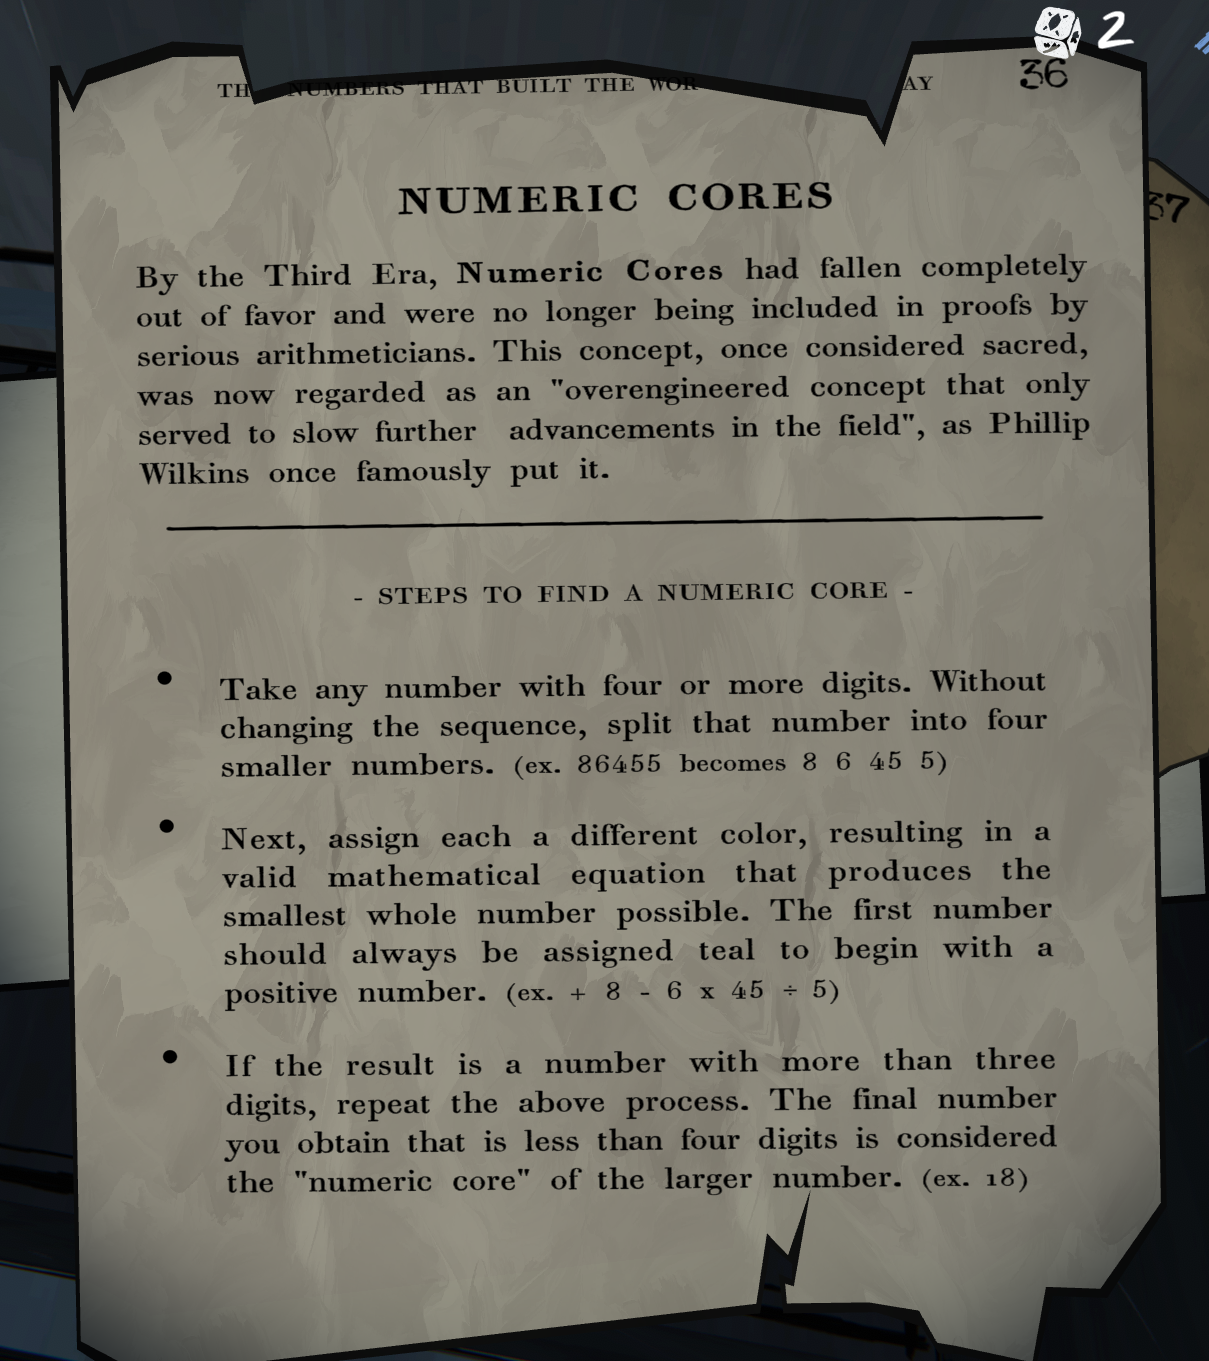 2
36
NUMBERS THAT BUILT THE
37
NUMERIC CORES
By the Third Era, Numeric Cores had fallen completely
out of favor and were no longer being included in proofs by
serious arithmeticians. This concept, once considered sacred,
was now regarded as an "overengineered concept that only
served to slow further advancements in the field", as Phillip
Wilkins once famously put it.
- STEPS TO FIND A NUMERIC CORE -
• Take any number with four or more digits. Without
changing the sequence, split that number into four
smaller numbers. (ex. 86455 becomes 8 6 45 5)
• Next, assign each a different color, resulting in a
valid mathematical equation that produces the
smallest whole number possible. The first number
should always be assigned teal to begin with a
positive number. (ex. + 8 - 6 x 45 ÷ 5)
• If the result is a number with more than three
digits, repeat the above process. The final number
you obtain that is less than four digits is considered
the "numeric core" of the larger number. (ex. 18)